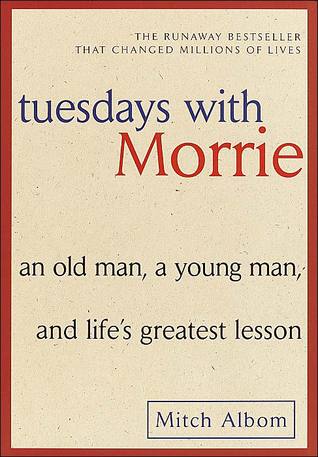 THE RUNAWAY BESTSELLER
THAT CHANGED MILLIONS OF LIVES
tuesdays with
Morrie
an old man, a young man,
and life's greatest lesson
Mitch Albom